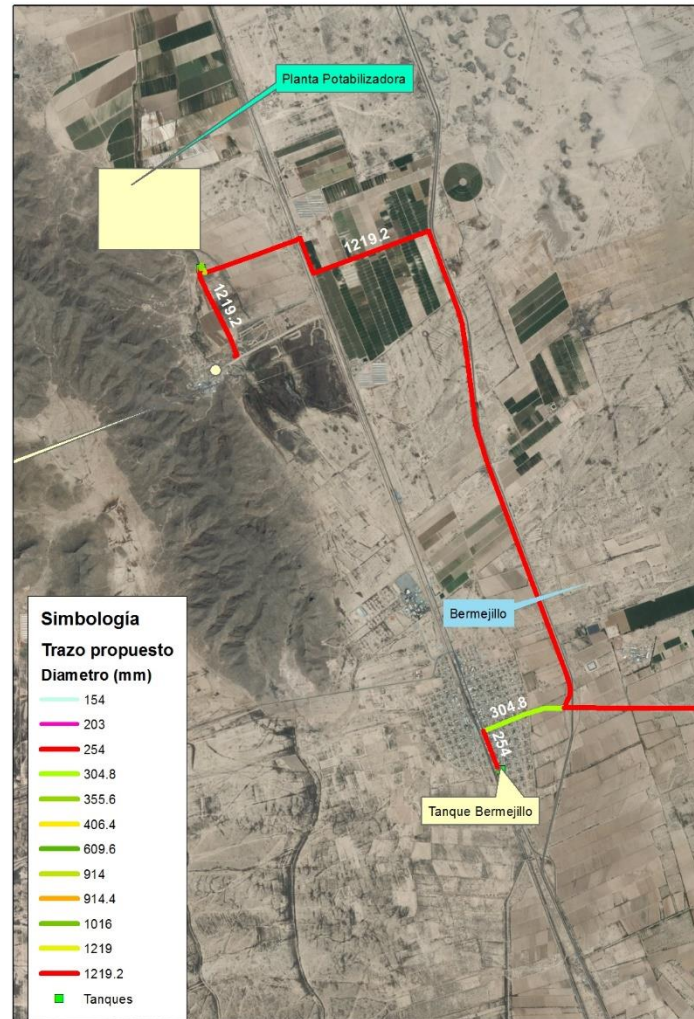 Planta Potabilizadora
1219.2
1219.2
Bermejillo
304.8
254
Tanque Bermejillo
Simbología
Trazo propuesto
Diametro (mm)
154
203
254
304.8
355.6
406.4
609.6
914
914.4
1016
1219
1219.2
Tanques